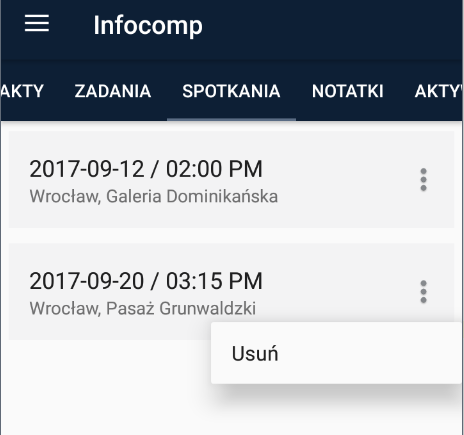 Infocomp
AKTY ZADANIA SPOTKANIA NOTATKI AKTYW
2017-09-12 / 02:00 PM
Wrocław, Galeria Dominikańska
2017-09-20 / 03:15 PM
Wrocław, Pasaż Grunwaldzki
Usuń